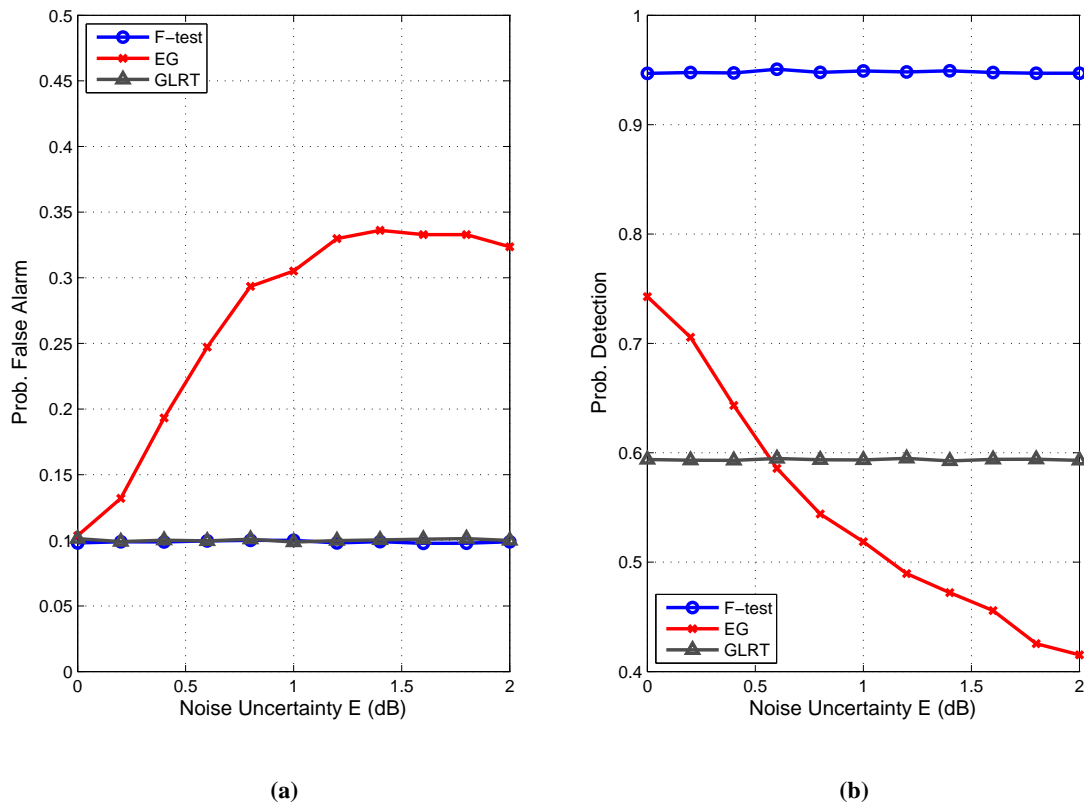 0.5
0.45
0.4
0.35
0.3
0.25
0.2
0.15
0.1
0.05
0
Prob. False Alarm
F−test
EG
GLRT
0
0.5
1
1.5
2
Noise Uncertainty E (dB)
(a)
1
0.9
0.8
0.7
0.6
0.5
0.4
Prob. Detection
F−test
EG
GLRT
0
0.5
1
1.5
2
Noise Uncertainty E (dB)
(b)